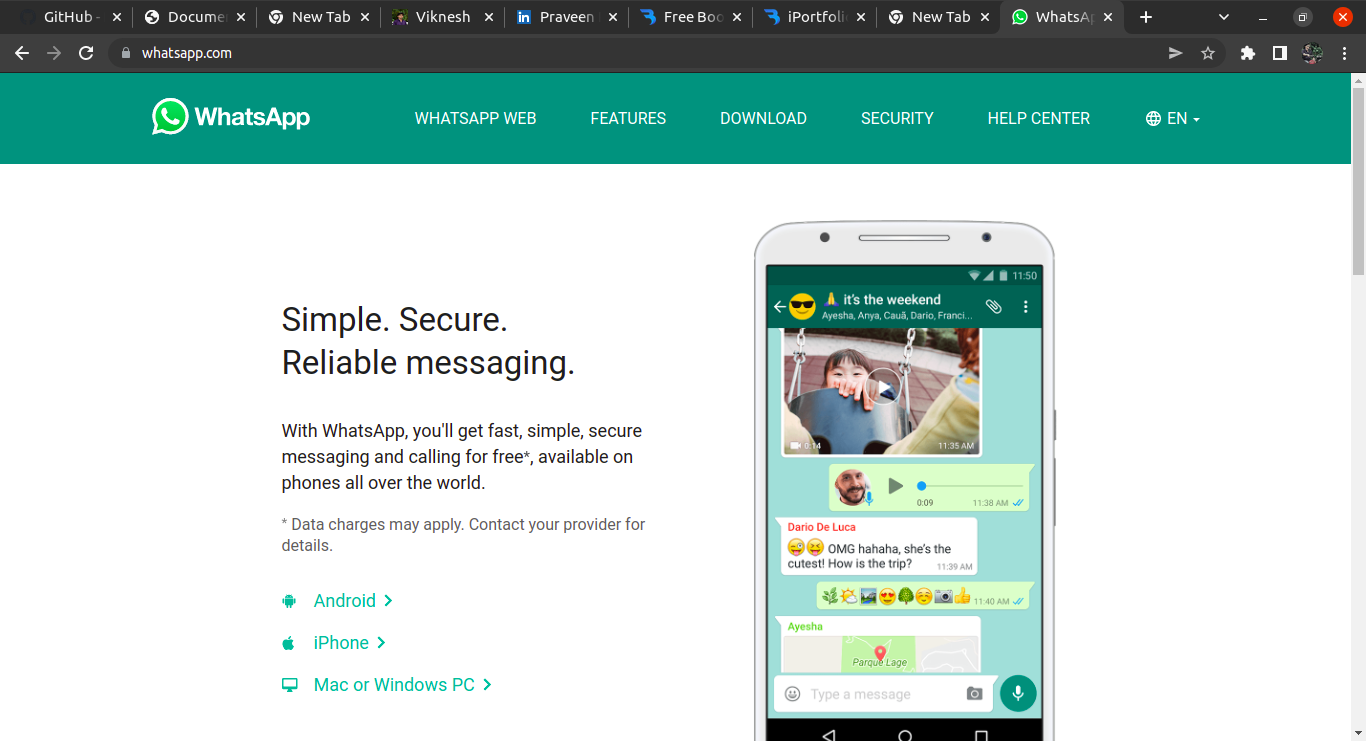 GitHub -
Docume
New Tab
Viknesh
Praveen
Free Boo
iPortfoli
New Tab
WhatsAp
whatsapp.com
WhatsApp
WHATSAPP WEB
FEATURES
DOWNLOAD
SECURITY
HELP CENTER
EN
Simple. Secure.
Reliable messaging.
With WhatsApp, you'll get fast, simple, secure
messaging and calling for free*, available on
phones all over the world.
* Data charges may apply. Contact your provider for
details.
Android
iPhone
Mac or Windows PC
11:50
🙏 it's the weekend
Ayesha, Anya, Cauã, Dario, Franci...
0:14
11:35 AM
0:09
11:38 AM
Dario De Luca
😜😝 OMG hahaha, she's the
cutest! How is the trip?
11:39 AM
🌿🌤🏞😍🌳☺📷👍 11:40 AM
Ayesha
Parque Lage
Type a message